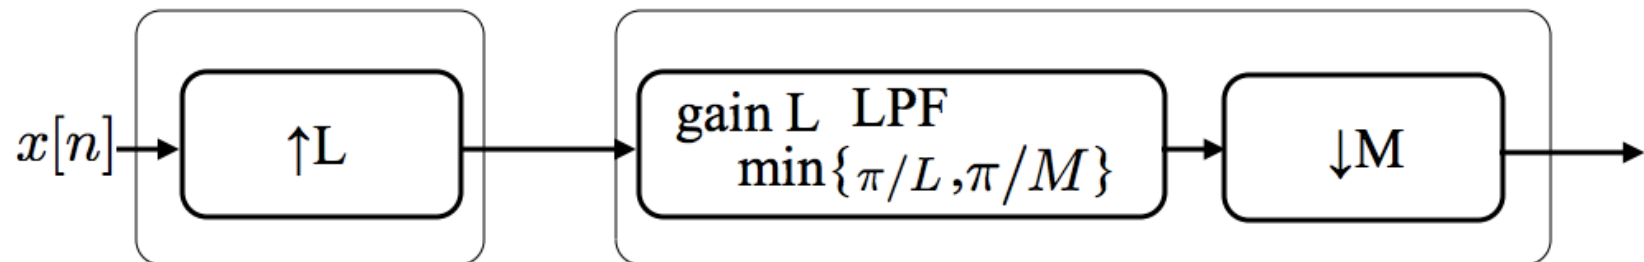 x[n]
↑L
gain L LPF
min{π/L,π/M}
↓M